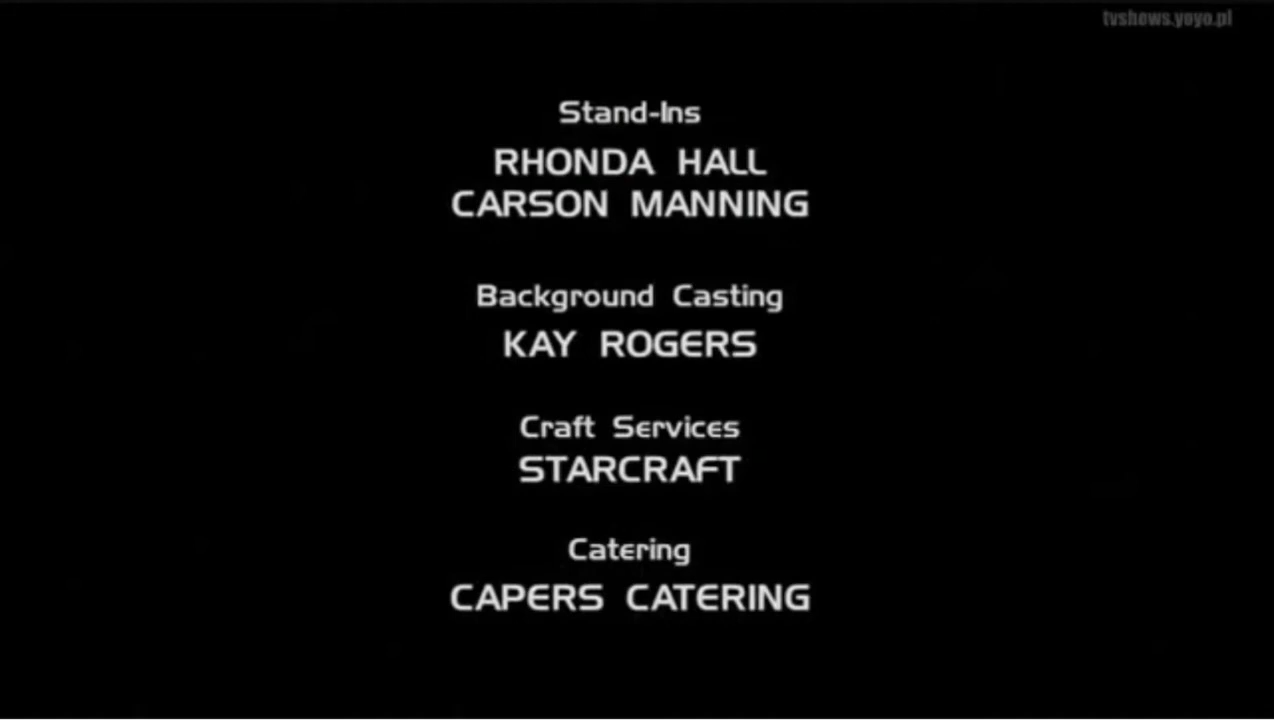 tvshows.yoyo.pl
Stand-Ins
RHONDA HALL
CARSON MANNING
Background Casting
KAY ROGERS
Craft Services
STARCRAFT
Catering
CAPERS CATERING